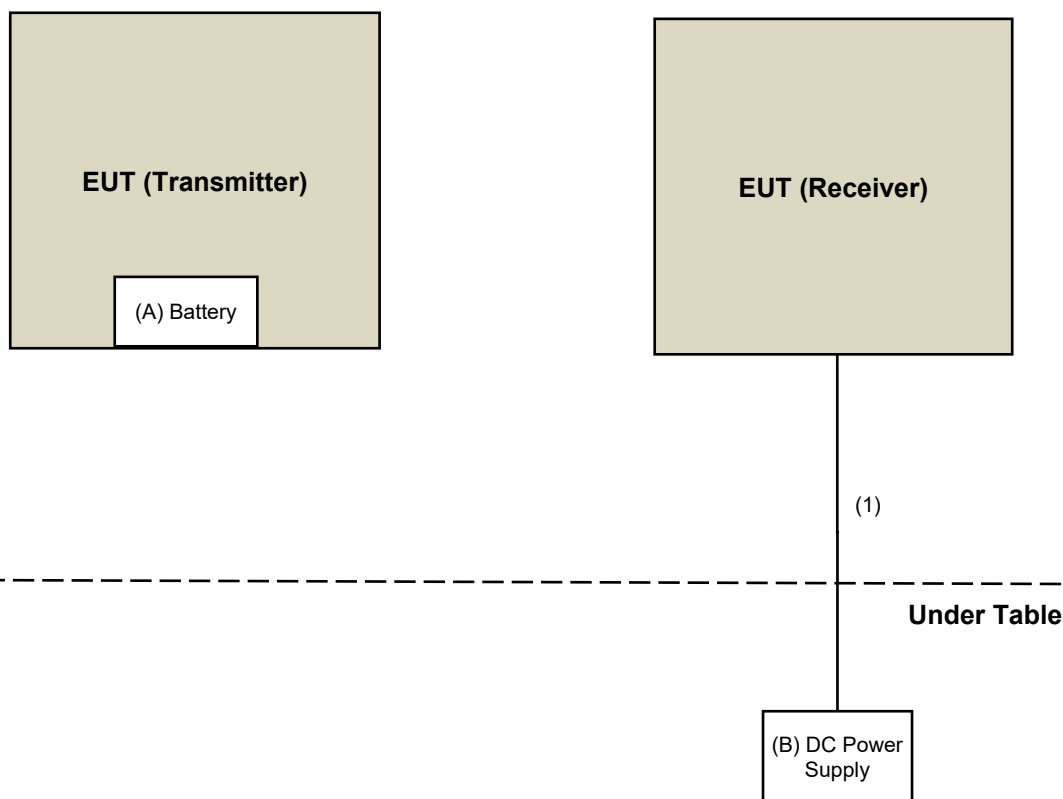 EUT (Transmitter)
EUT (Receiver)
(A) Battery
(1)
Under Table
(B) DC Power
Supply